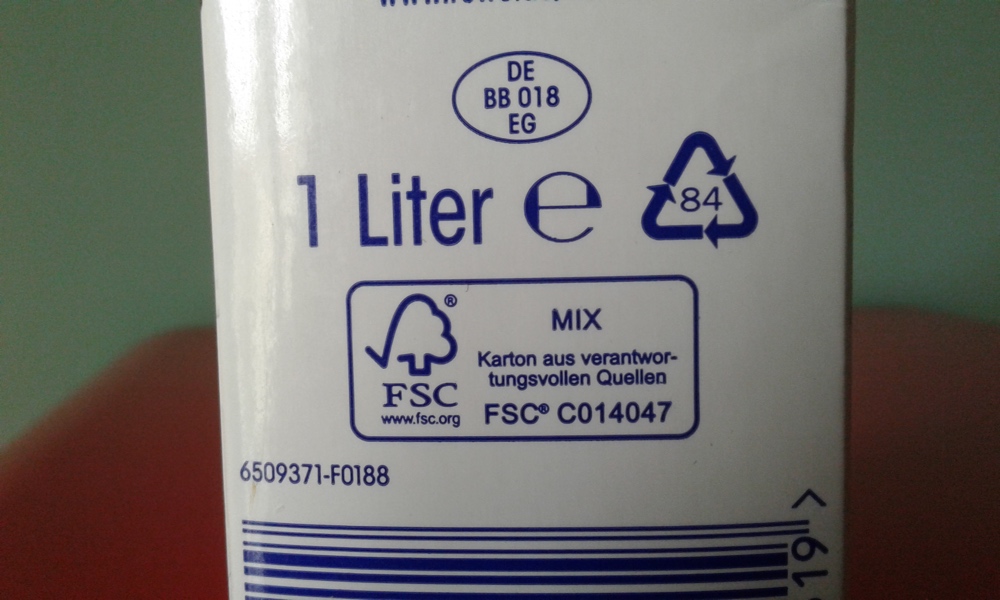 DE
BB 018
EG
1 Liter ℮
84
MIX
Karton aus verantwor-
tungsvollen Quellen
FSC® C014047
®
FSC
www.fsc.org
6509371-F0188
19 >